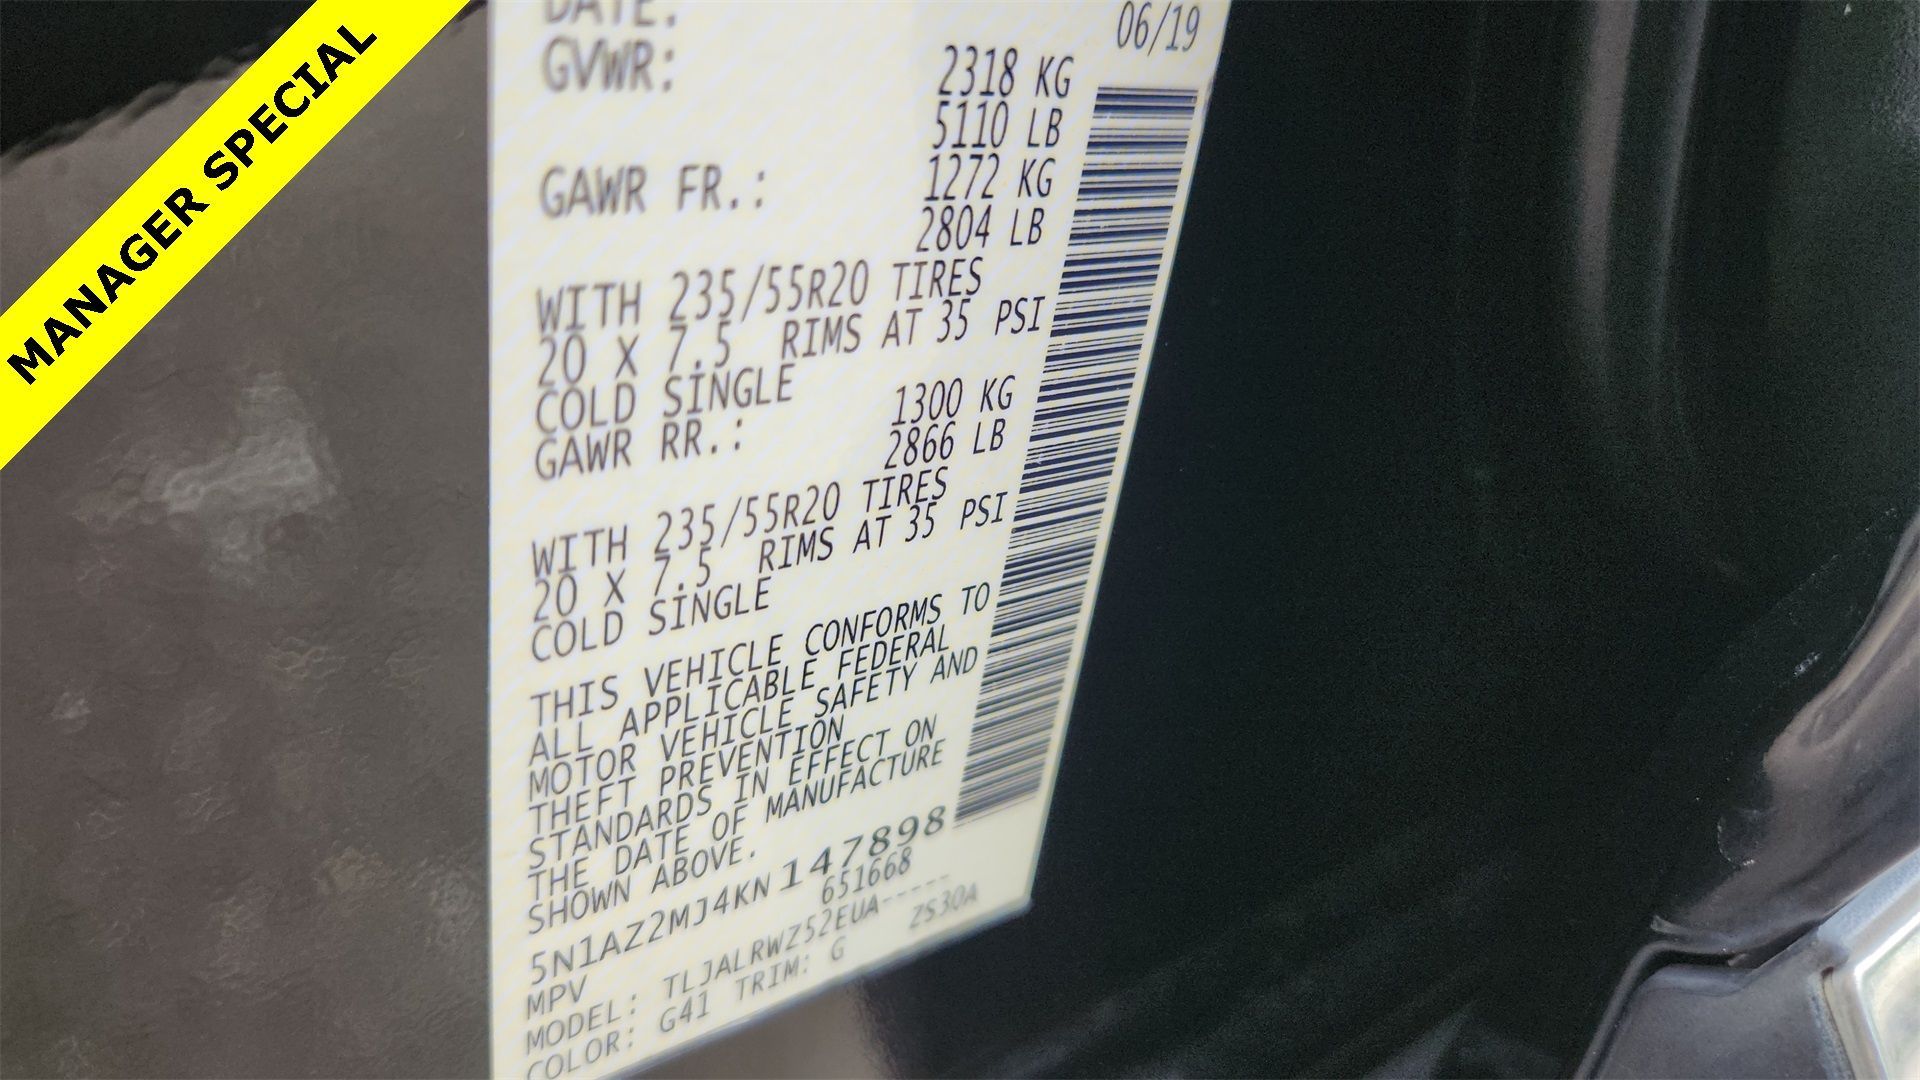 MANAGER SPECIAL
DATE: 06/19
GVWR: 2318 KG
5110 LB
GAWR FR.: 1272 KG
2804 LB
WITH 235/55R20 TIRES
20 X 7.5 RIMS AT 35 PSI
COLD SINGLE
GAWR RR.: 1300 KG
2866 LB
WITH 235/55R20 TIRES
20 X 7.5 RIMS AT 35 PSI
COLD SINGLE
THIS VEHICLE CONFORMS TO
ALL APPLICABLE FEDERAL
MOTOR VEHICLE SAFETY AND
THEFT PREVENTION
STANDARDS IN EFFECT ON
THE DATE OF MANUFACTURE
SHOWN ABOVE.
5N1AZ2MJ4KN147898
MPV 651668
MODEL: TLJALRWZ52EUA-----
COLOR: G41 TRIM: G ZS30A